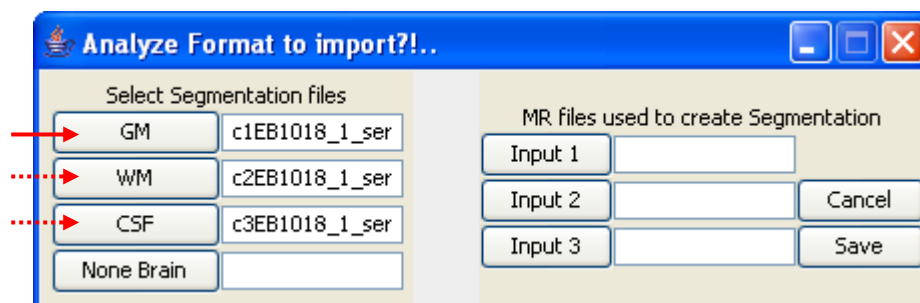 Analyze Format to import?!..
Select Segmentation files
GM c1EB1018_1_ser
WM c2EB1018_1_ser
CSF c3EB1018_1_ser
None Brain
MR files used to create Segmentation
Input 1
Input 2 Cancel
Input 3 Save